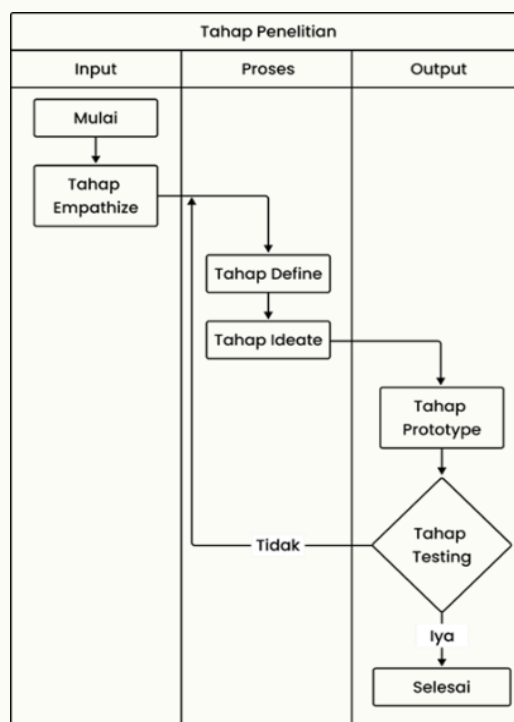 Tahap Penelitian
Input
Proses
Output
Mulai
Tahap
Empathize
Tahap Define
Tahap Ideate
Tahap
Prototype
Tahap
Testing
Tidak
Iya
Selesai